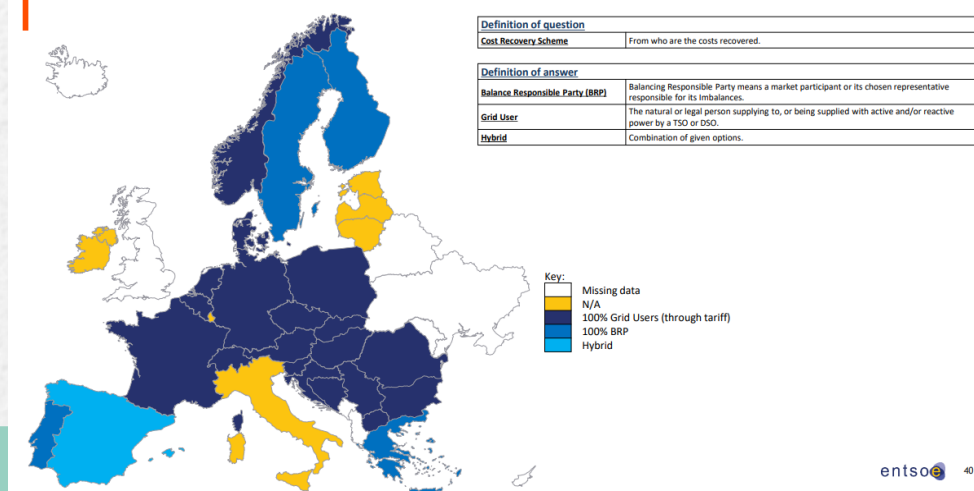 Definition of question
Cost Recovery Scheme From who are the costs recovered.
Definition of answer
Balance Responsible Party (BRP) Balancing Responsible Party means a market participant or its chosen representative
responsible for its Imbalances.
Grid User The natural or legal person supplying to, or being supplied with active and/or reactive
power by a TSO or DSO.
Hybrid Combination of given options.
Key:
Missing data
N/A
100% Grid Users (through tariff)
100% BRP
Hybrid
entsoe 40